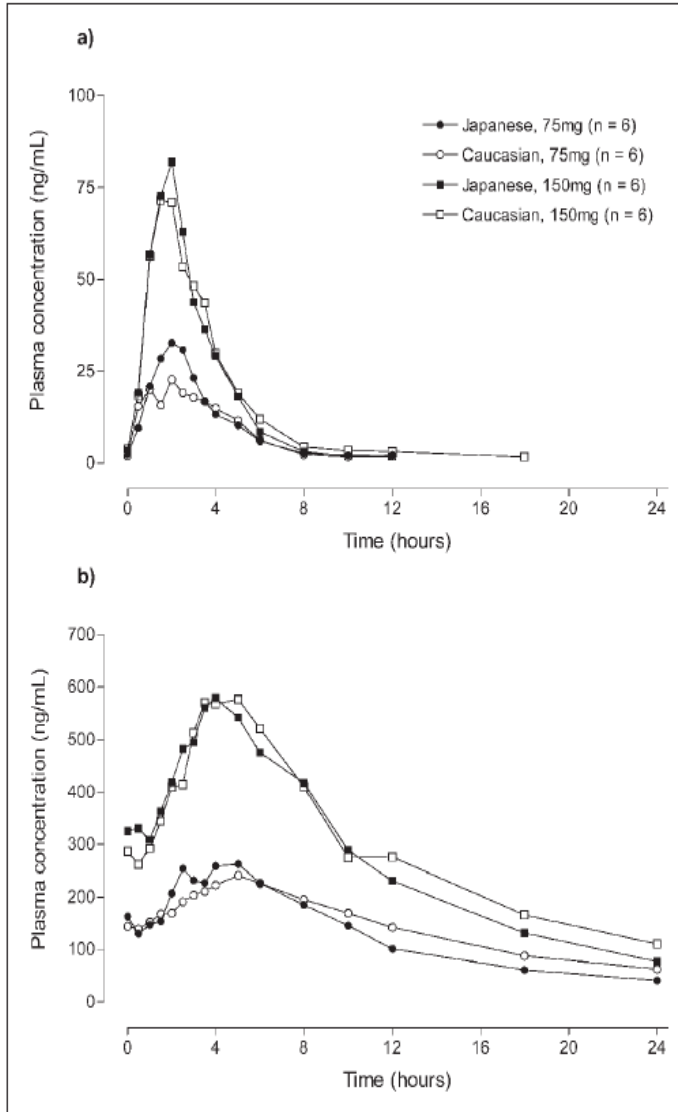 a)
100
75
50
25
0
Plasma concentration (ng/mL)
Japanese, 75mg (n = 6)
Caucasian, 75mg (n = 6)
Japanese, 150mg (n = 6)
Caucasian, 150mg (n = 6)
0 4 8 12 16 20 24
Time (hours)
b)
700
600
500
400
300
200
100
0
Plasma concentration (ng/mL)
0 4 8 12 16 20 24
Time (hours)